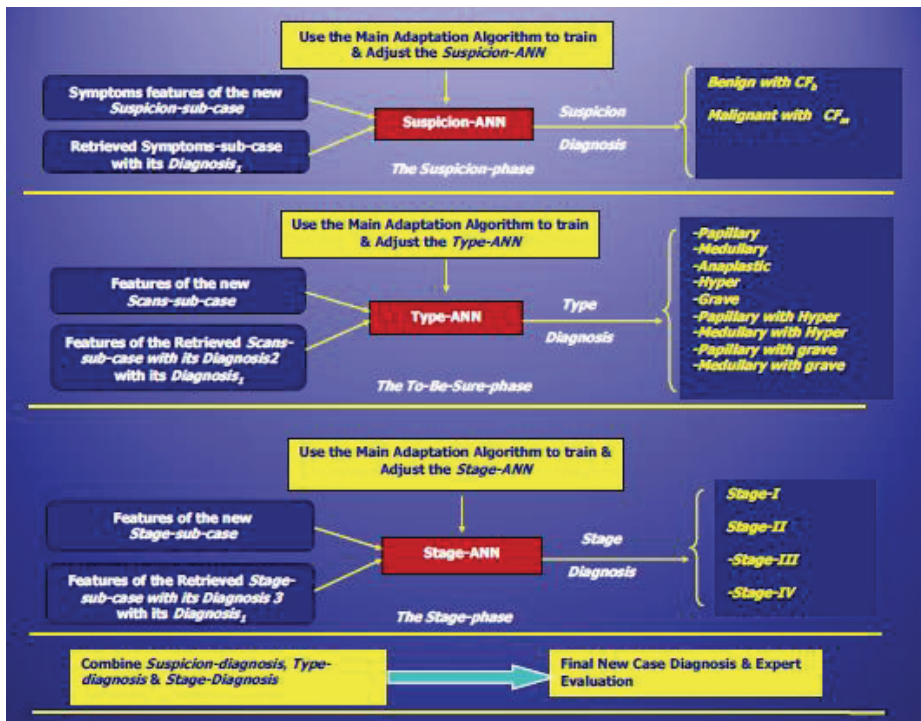 Use the Main Adaptation Algorithm to train
& Adjust the Suspicion-ANN
Symptoms features of the new
Suspicion-sub-case
Retrieved Symptoms-sub-case
with its Diagnosis1
Suspicion-ANN
Suspicion
Diagnosis
The Suspicion-phase
Benign with CFb
Malignant with CFm
Use the Main Adaptation Algorithm to train
& Adjust the Type-ANN
Features of the new
Scans-sub-case
Features of the Retrieved Scans-
sub-case with its Diagnosis2
with its Diagnosis1
Type-ANN
Type
Diagnosis
The To-Be-Sure-phase
-Papillary
-Medullary
-Anaplastic
-Hyper
-Grave
-Papillary with Hyper
-Medullary with Hyper
-Papillary with grave
-Medullary with grave
Use the Main Adaptation Algorithm to train &
Adjust the Stage-ANN
Features of the new
Stage-sub-case
Features of the Retrieved Stage-
sub-case with its Diagnosis 3
with its Diagnosis1
Stage-ANN
Stage
Diagnosis
The Stage-phase
Stage-I
Stage-II
-Stage-III
-Stage-IV
Combine Suspicion-diagnosis, Type-
diagnosis & Stage-Diagnosis
Final New Case Diagnosis & Expert
Evaluation